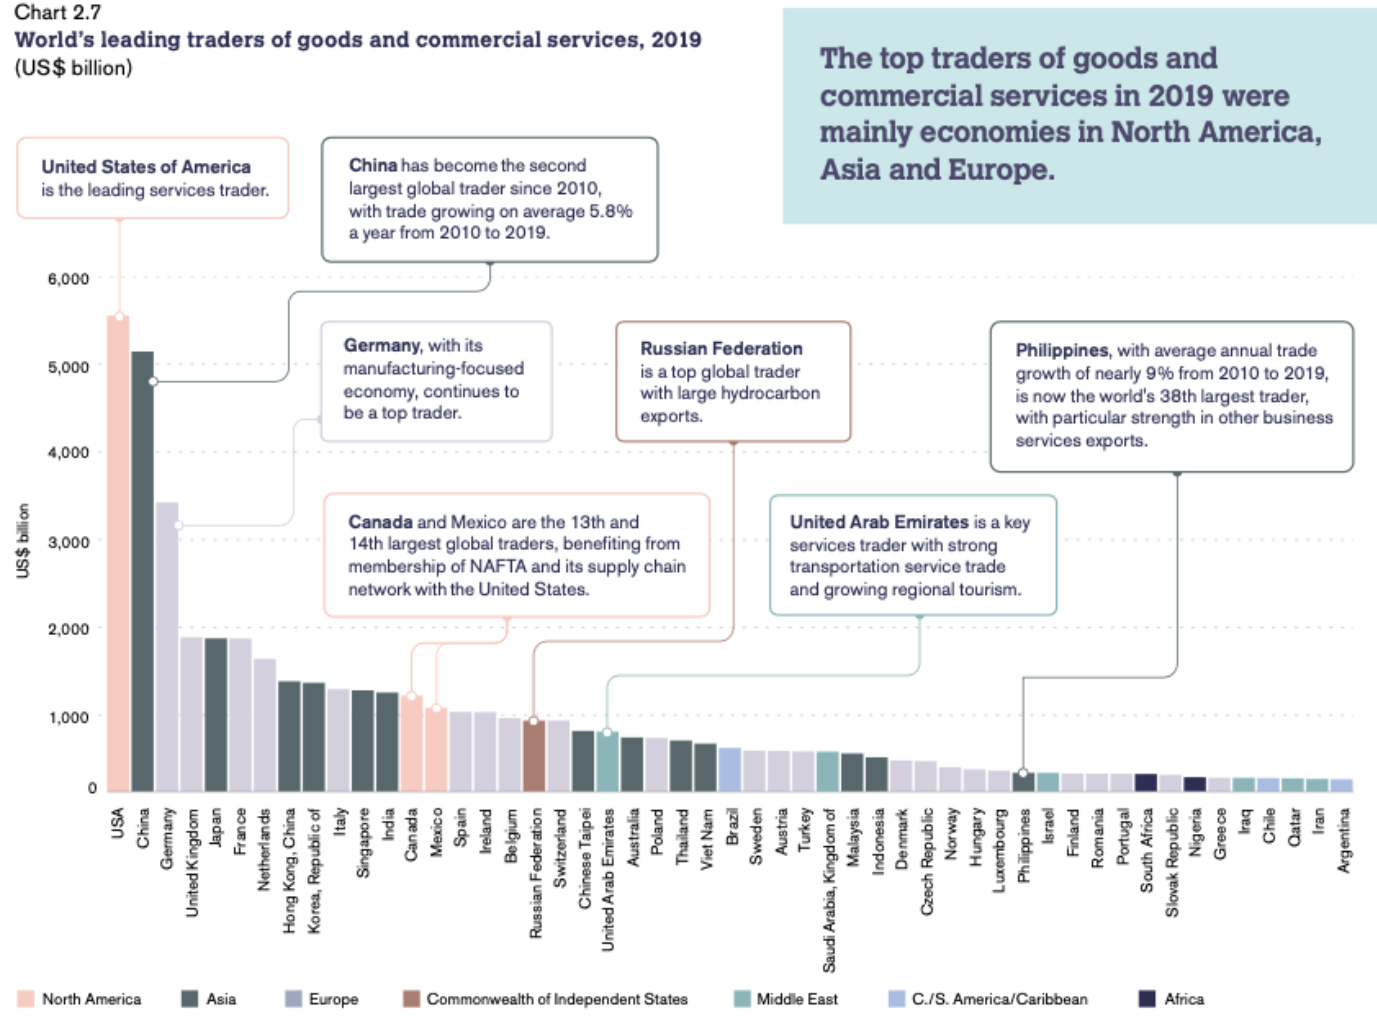 Chart 2.7
World's leading traders of goods and commercial services, 2019
(US$ billion)
The top traders of goods and
commercial services in 2019 were
mainly economies in North America,
Asia and Europe.
United States of America
is the leading services trader.
China has become the second
largest global trader since 2010,
with trade growing on average 5.8%
a year from 2010 to 2019.
Germany, with its
manufacturing-focused
economy, continues to
be a top trader.
Russian Federation
is a top global trader
with large hydrocarbon
exports.
Philippines, with average annual trade
growth of nearly 9% from 2010 to 2019,
is now the world's 38th largest trader,
with particular strength in other business
services exports.
Canada and Mexico are the 13th and
14th largest global traders, benefiting from
membership of NAFTA and its supply chain
network with the United States.
United Arab Emirates is a key
services trader with strong
transportation service trade
and growing regional tourism.
US$ billion
6,000
5,000
4,000
3,000
2,000
1,000
0
USA
China
Germany
United Kingdom
Japan
France
Netherlands
Hong Kong, China
Korea, Republic of
Italy
Singapore
India
Canada
Mexico
Spain
Ireland
Belgium
Russian Federation
Switzerland
Chinese Taipei
United Arab Emirates
Australia
Poland
Thailand
Viet Nam
Brazil
Sweden
Austria
Turkey
Saudi Arabia, Kingdom of
Malaysia
Indonesia
Denmark
Czech Republic
Norway
Hungary
Luxembourg
Philippines
Israel
Finland
Romania
Portugal
South Africa
Slovak Republic
Nigeria
Greece
Iraq
Chile
Qatar
Iran
Argentina
North America
Asia
Europe
Commonwealth of Independent States
Middle East
C./S. America/Caribbean
Africa